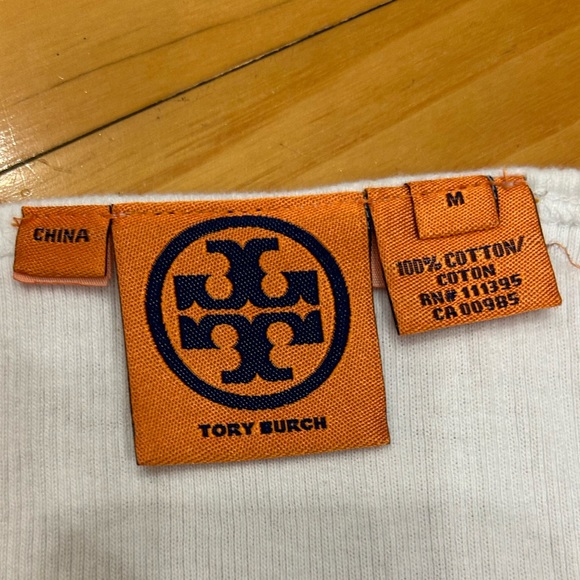 CHINA
TORY BURCH
M
100% COTTON/
COTON
RN# 111395
CA 00985